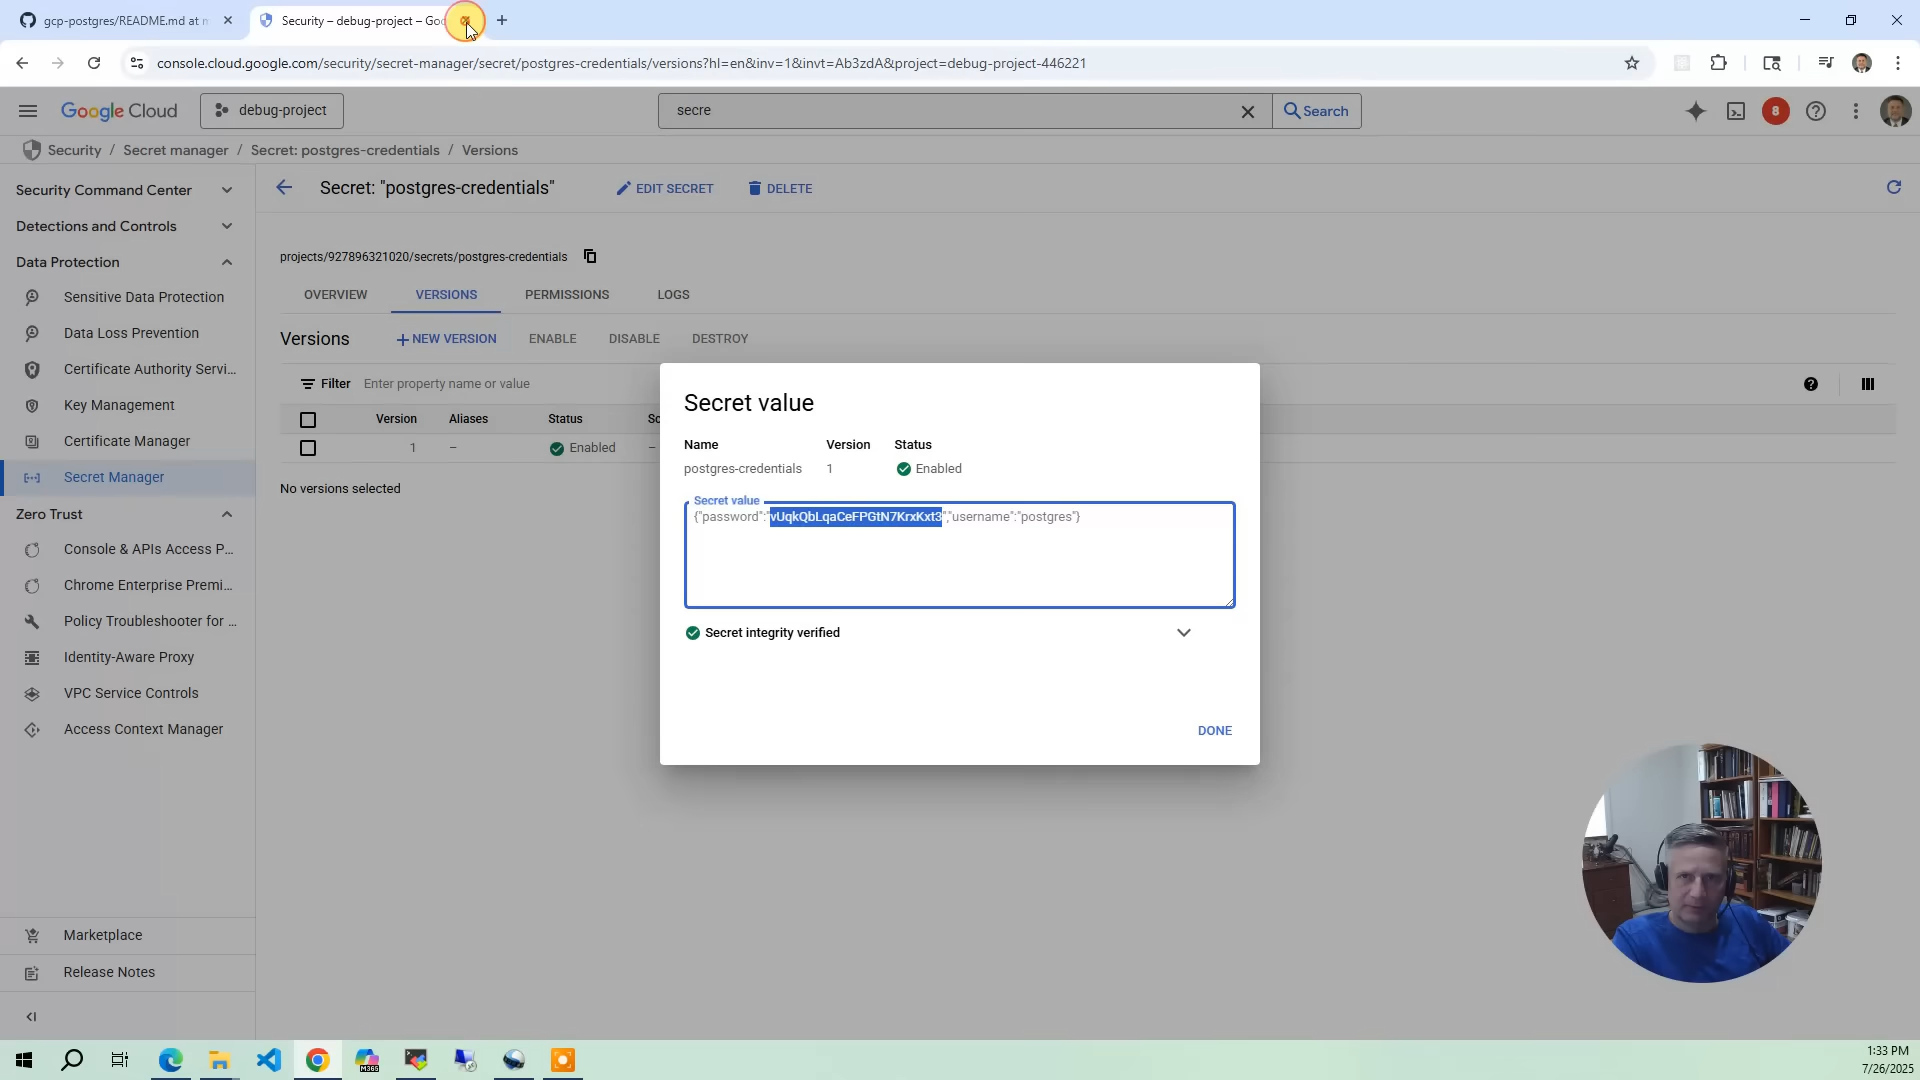 gcp-postgres/README.md at m
Security – debug-project – Goo
console.cloud.google.com/security/secret-manager/secret/postgres-credentials/versions?hl=en&inv=1&invt=Ab3zdA&project=debug-project-446221
Google Cloud
debug-project
secre
Search
8
Security / Secret manager / Secret: postgres-credentials / Versions
Security Command Center
Detections and Controls
Data Protection
Sensitive Data Protection
Data Loss Prevention
Certificate Authority Servi...
Key Management
Certificate Manager
Secret Manager
Zero Trust
Console & APIs Access P...
Chrome Enterprise Premi...
Policy Troubleshooter for ...
Identity-Aware Proxy
VPC Service Controls
Access Context Manager
Marketplace
Release Notes
Secret: "postgres-credentials"
EDIT SECRET
DELETE
projects/927896321020/secrets/postgres-credentials
OVERVIEW VERSIONS PERMISSIONS LOGS
Versions
+ NEW VERSION ENABLE DISABLE DESTROY
Filter Enter property name or value
Version Aliases Status Sc
1 – Enabled –
No versions selected
Secret value
Name Version Status
postgres-credentials 1 Enabled
Secret value
{"password":"vUqkQbLqaCeFPGtN7KrxKxt3","username":"postgres"}
Secret integrity verified
DONE
M365
1:33 PM
7/26/2025